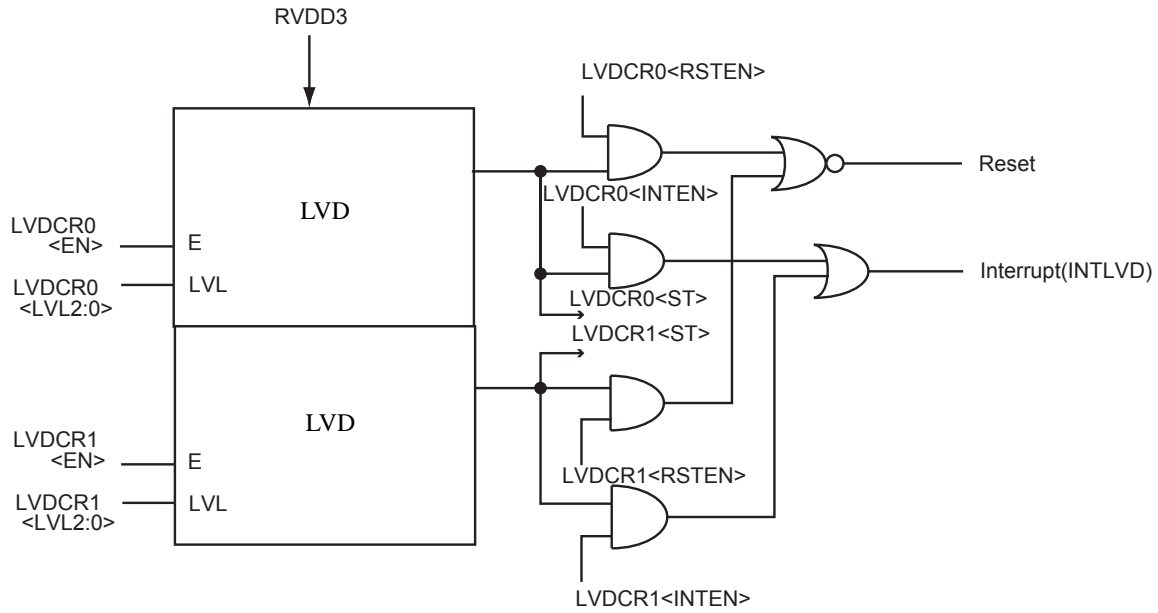 RVDD3
LVDCR0<RSTEN>
Reset
LVDCR0<INTEN>
LVD
LVDCR0
<EN>
E
Interrupt(INTLVD)
LVDCR0
<LVL2:0>
LVL
LVDCR0<ST>
LVDCR1<ST>
LVD
LVDCR1
<EN>
E
LVDCR1<RSTEN>
LVDCR1
<LVL2:0>
LVL
LVDCR1<INTEN>